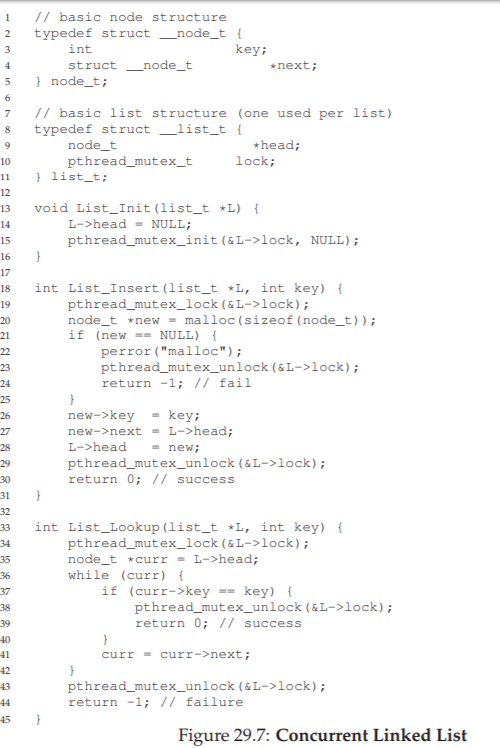 1 // basic node structure
2 typedef struct __node_t {
3     int                key;
4     struct __node_t         *next;
5 } node_t;
6
7 // basic list structure (one used per list)
8 typedef struct __list_t {
9     node_t                *head;
10     pthread_mutex_t     lock;
11 } list_t;
12
13 void List_Init(list_t *L) {
14     L->head = NULL;
15     pthread_mutex_init(&L->lock, NULL);
16 }
17
18 int List_Insert(list_t *L, int key) {
19     pthread_mutex_lock(&L->lock);
20     node_t *new = malloc(sizeof(node_t));
21     if (new == NULL) {
22         perror("malloc");
23         pthread_mutex_unlock(&L->lock);
24         return -1; // fail
25     }
26     new->key  = key;
27     new->next = L->head;
28     L->head   = new;
29     pthread_mutex_unlock(&L->lock);
30     return 0; // success
31 }
32
33 int List_Lookup(list_t *L, int key) {
34     pthread_mutex_lock(&L->lock);
35     node_t *curr = L->head;
36     while (curr) {
37         if (curr->key == key) {
38             pthread_mutex_unlock(&L->lock);
39             return 0; // success
40         }
41         curr = curr->next;
42     }
43     pthread_mutex_unlock(&L->lock);
44     return -1; // failure
45 }
Figure 29.7: Concurrent Linked List